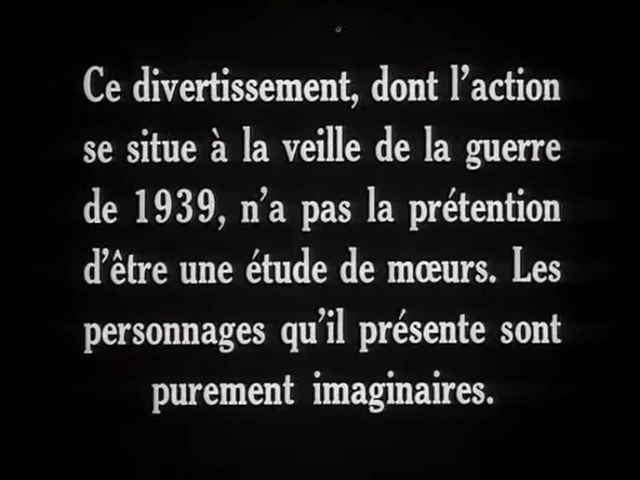 Ce divertissement, dont l'action
se situe à la veille de la guerre
de 1939, n'a pas la prétention
d'être une étude de mœurs. Les
personnages qu'il présente sont
purement imaginaires.